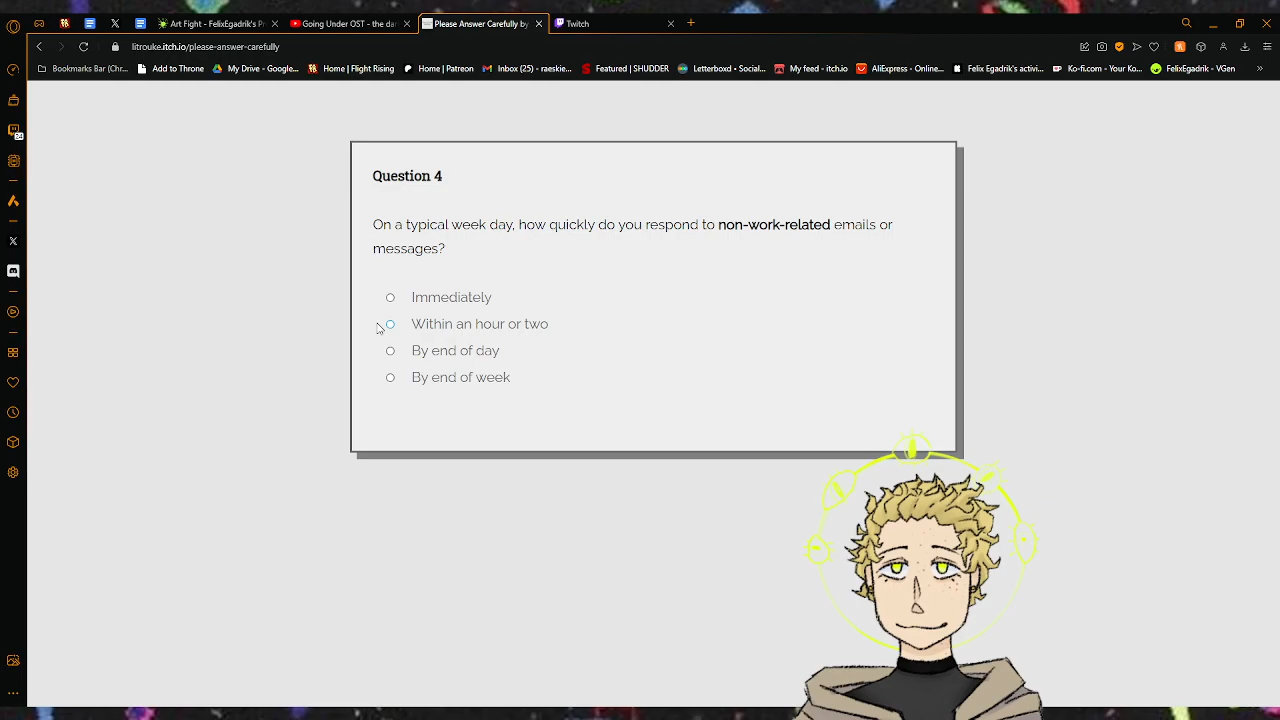 Art Fight - FelixEgadrik's Pr
Going Under OST - the da
Please Answer Carefully by
Twitch
litrouke.itch.io/please-answer-carefully
Bookmarks Bar (Chr...
Add to Throne
My Drive - Google...
Home | Flight Rising
Home | Patreon
Inbox (25) - raeskie...
Featured | SHUDDER
Letterboxd • Social...
My feed - itch.io
AliExpress - Online...
Felix Egadrik's activi...
Ko-fi.com - Your Ko...
FelixEgadrik - VGen
Question 4
On a typical week day, how quickly do you respond to non-work-related emails or
messages?
Immediately
Within an hour or two
By end of day
By end of week